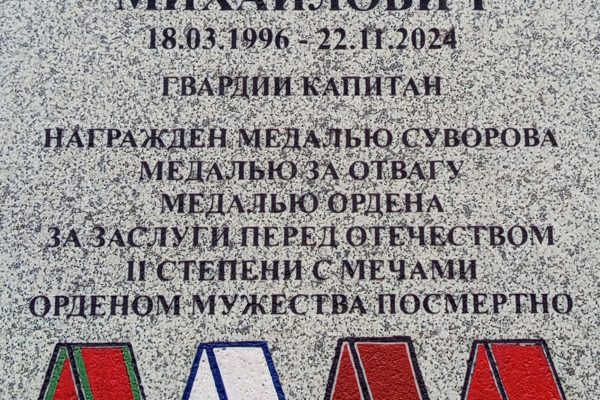 МИХАЙЛОВИЧ
18.03.1996 - 22.11.2024
ГВАРДИИ КАПИТАН
НАГРАЖДЕН МЕДАЛЬЮ СУВОРОВА
МЕДАЛЬЮ ЗА ОТВАГУ
МЕДАЛЬЮ ОРДЕНА
ЗА ЗАСЛУГИ ПЕРЕД ОТЕЧЕСТВОМ
II СТЕПЕНИ С МЕЧАМИ
ОРДЕНОМ МУЖЕСТВА ПОСМЕРТНО